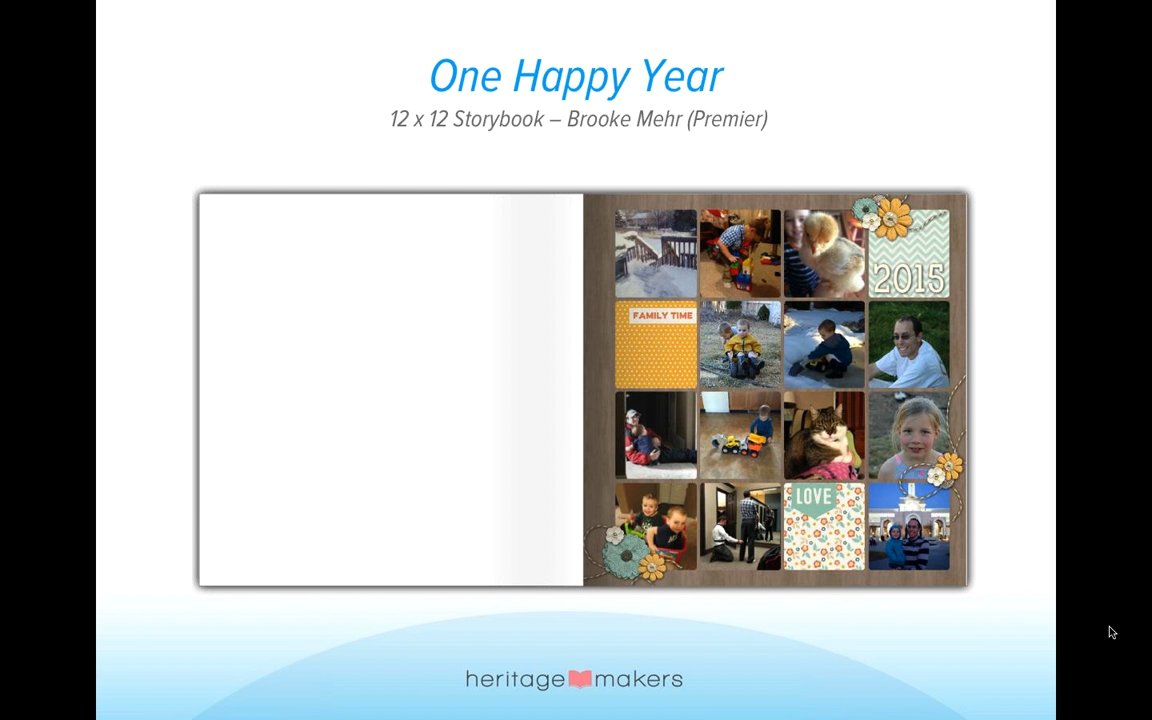 One Happy Year
12 x 12 Storybook – Brooke Mehr (Premier)
2015
FAMILY TIME
LOVE
heritage makers